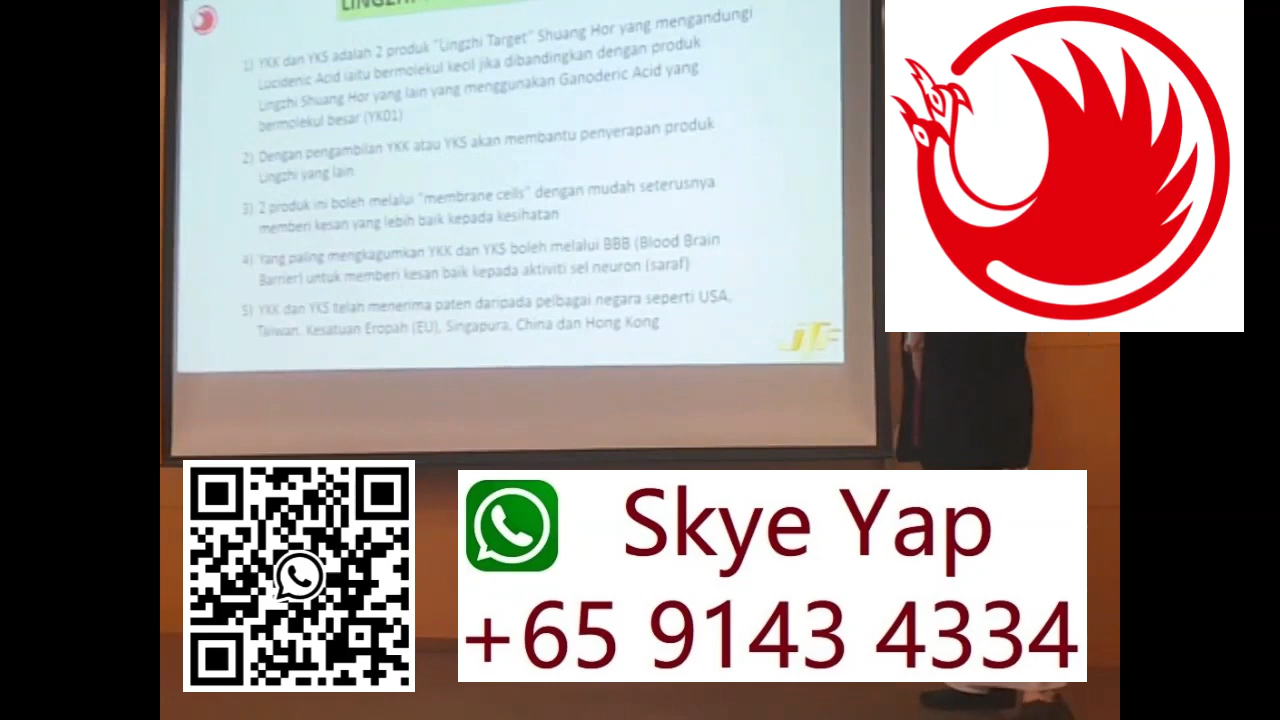 1) YKK dan YKS adalah 2 produk "Lingzhi Target" Shuang Hor yang mengandungi
Lucidenic Acid iaitu bermolekul kecil jika dibandingkan dengan produk
Lingzhi Shuang Hor yang lain yang menggunakan Ganoderic Acid yang
bermolekul besar (YK01)
2) Dengan pengambilan YKK atau YKS akan membantu penyerapan produk
Lingzhi yang lain
3) 2 produk ini boleh melalui "membrane cells" dengan mudah seterusnya
memberi kesan yang lebih baik kepada kesihatan
4) Yang paling mengkagumkan YKK dan YKS boleh melalui BBB (Blood Brain
Barrier) untuk memberi kesan baik kepada aktiviti sel neuron (saraf)
5) YKK dan YKS telah menerima paten daripada pelbagai negara seperti USA,
Taiwan, Kesatuan Eropah (EU), Singapura, China dan Hong Kong
Skye Yap
+65 9143 4334